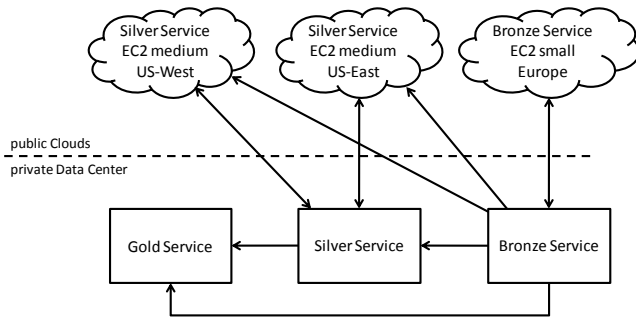 Silver Service
EC2 medium
US-West
Silver Service
EC2 medium
US-East
Bronze Service
EC2 small
Europe
public Clouds
private Data Center
Gold Service
Silver Service
Bronze Service